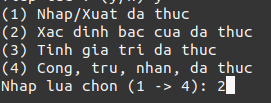 (1) Nhap/Xuat da thuc
(2) Xac dinh bac cua da thuc
(3) Tinh gia tri da thuc
(4) Cong, tru, nhan, da thuc
Nhap lua chon (1 -> 4): 2